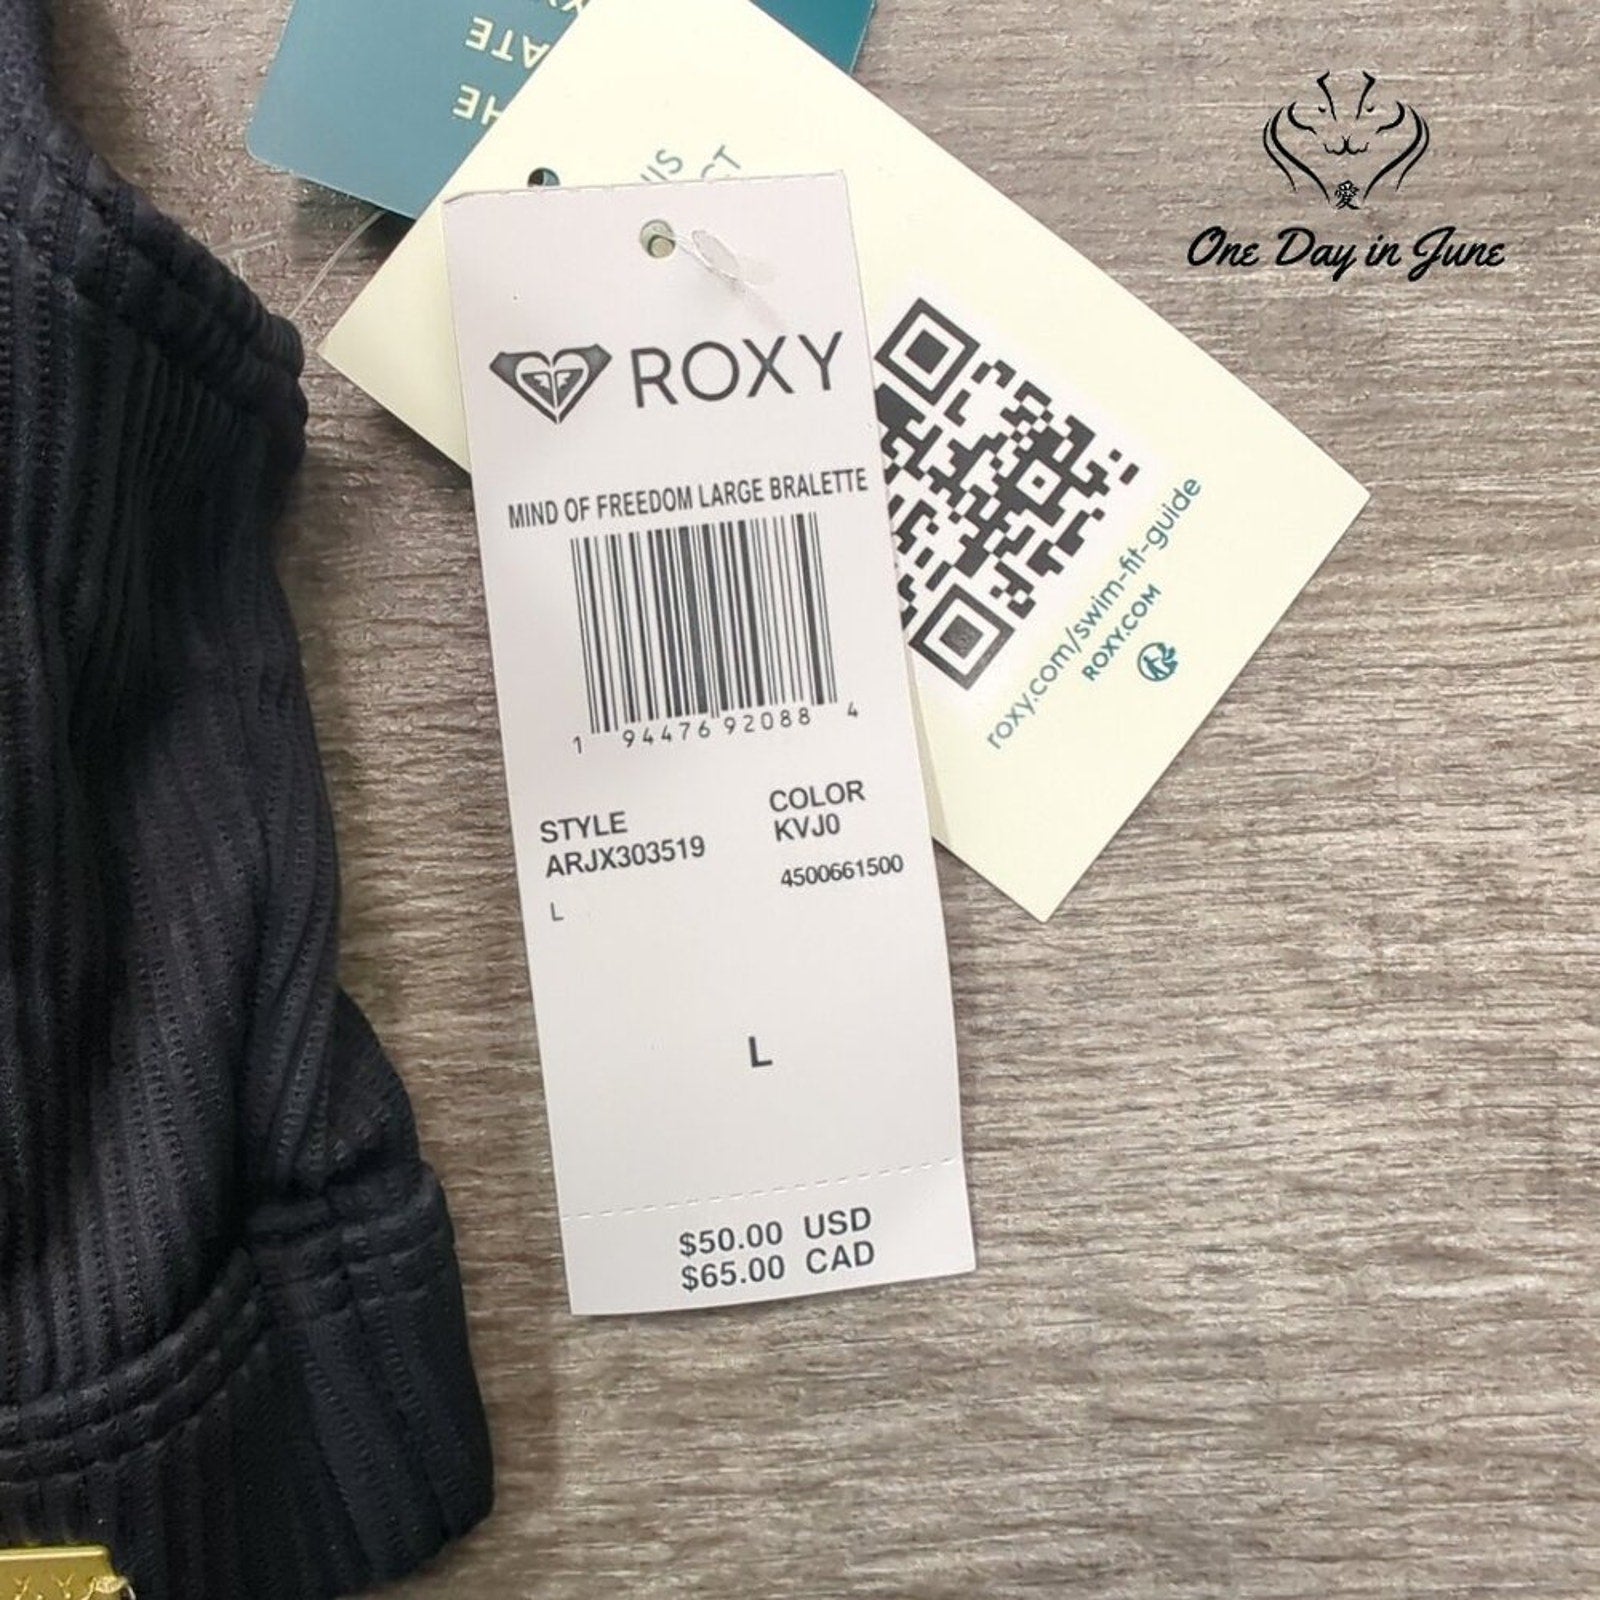 One Day in June
愛
ROXY
MIND OF FREEDOM LARGE BRALETTE
1 94476 92088 4
STYLE
ARJX303519
COLOR
KVJ0
4500661500
L
L
$50.00 USD
$65.00 CAD
roxy.com/swim-fit-guide
ROXY.COM